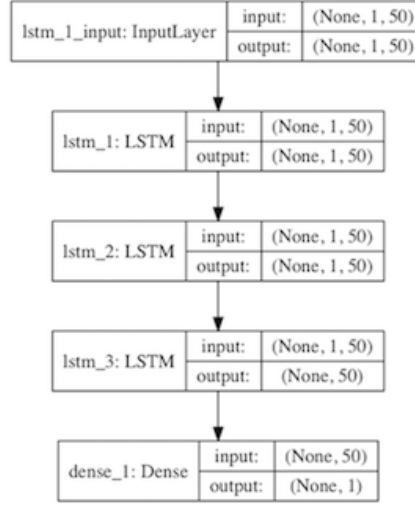 lstm_1_input: InputLayer input: (None, 1, 50)
output: (None, 1, 50)
lstm_1: LSTM input: (None, 1, 50)
output: (None, 1, 50)
lstm_2: LSTM input: (None, 1, 50)
output: (None, 1, 50)
lstm_3: LSTM input: (None, 1, 50)
output: (None, 50)
dense_1: Dense input: (None, 50)
output: (None, 1)